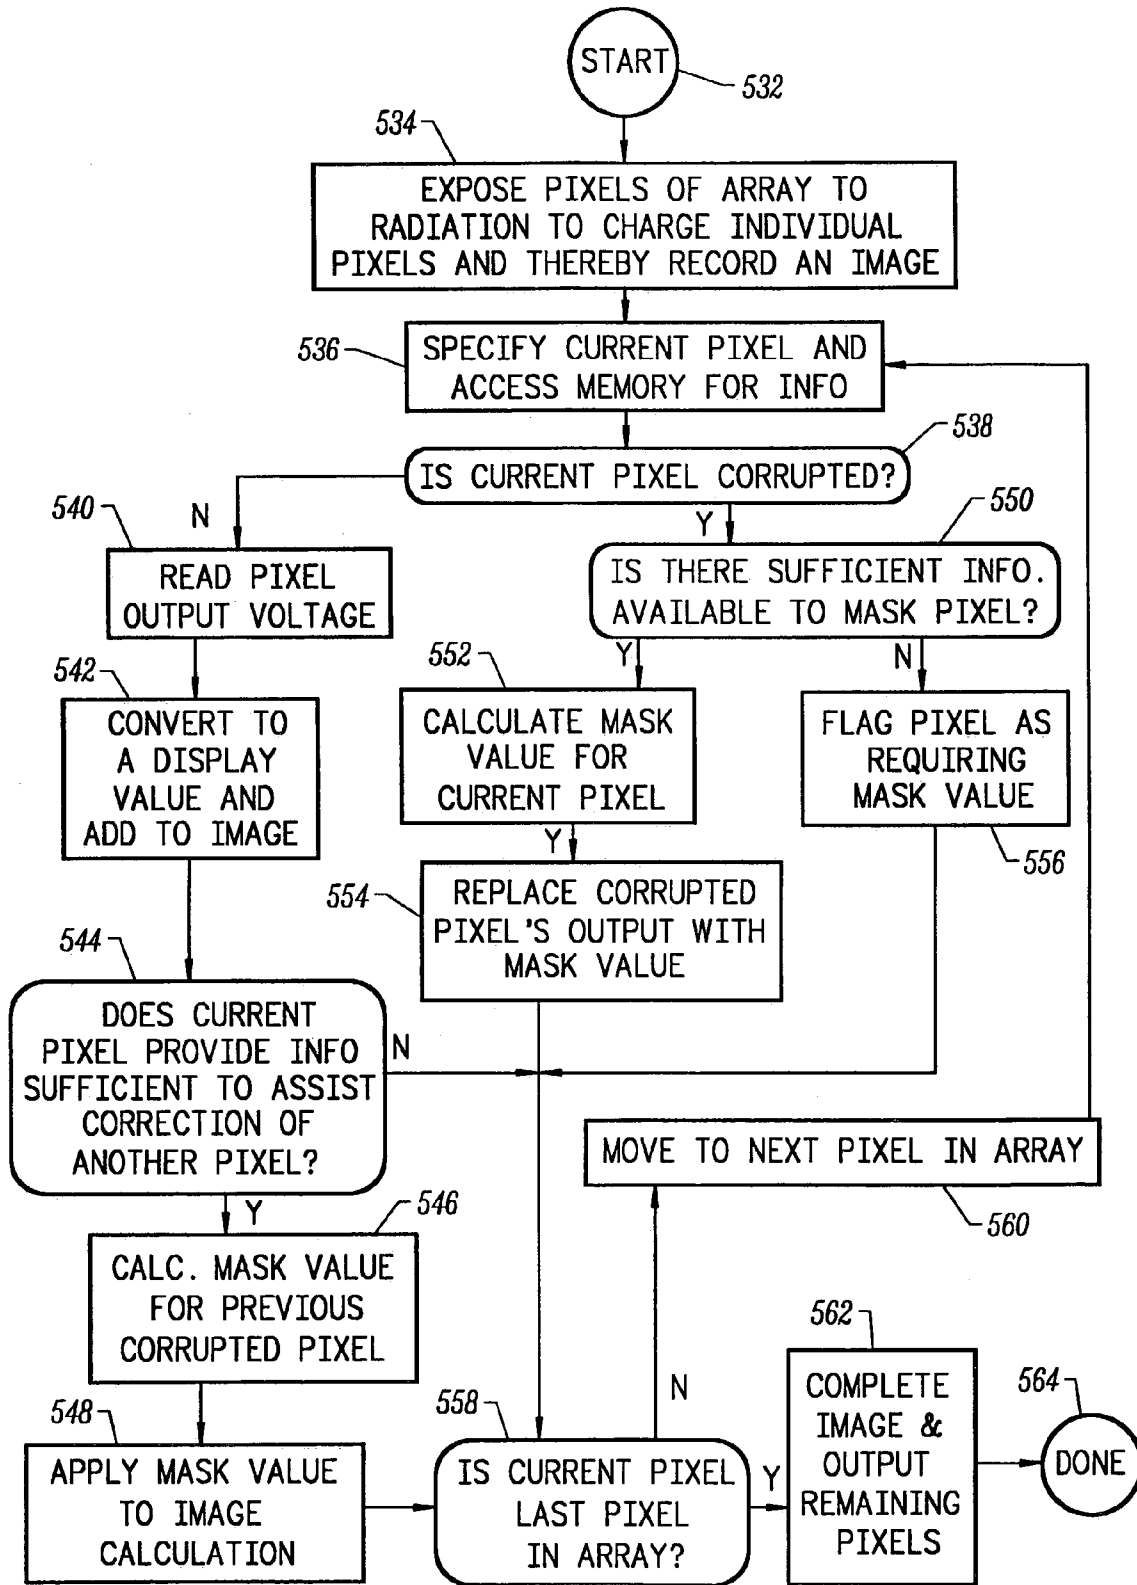 START
532
534
EXPOSE PIXELS OF ARRAY TO
RADIATION TO CHARGE INDIVIDUAL
PIXELS AND THEREBY RECORD AN IMAGE
536
SPECIFY CURRENT PIXEL AND
ACCESS MEMORY FOR INFO
538
IS CURRENT PIXEL CORRUPTED?
N
Y
540
READ PIXEL
OUTPUT VOLTAGE
550
IS THERE SUFFICIENT INFO.
AVAILABLE TO MASK PIXEL?
Y
N
542
CONVERT TO
A DISPLAY
VALUE AND
ADD TO IMAGE
552
CALCULATE MASK
VALUE FOR
CURRENT PIXEL
Y
FLAG PIXEL AS
REQUIRING
MASK VALUE
556
554
REPLACE CORRUPTED
PIXEL'S OUTPUT WITH
MASK VALUE
544
DOES CURRENT
PIXEL PROVIDE INFO
SUFFICIENT TO ASSIST
CORRECTION OF
ANOTHER PIXEL?
N
Y
MOVE TO NEXT PIXEL IN ARRAY
560
546
CALC. MASK VALUE
FOR PREVIOUS
CORRUPTED PIXEL
548
APPLY MASK VALUE
TO IMAGE
CALCULATION
558
IS CURRENT PIXEL
LAST PIXEL
IN ARRAY?
N
Y
562
COMPLETE
IMAGE &
OUTPUT
REMAINING
PIXELS
564
DONE